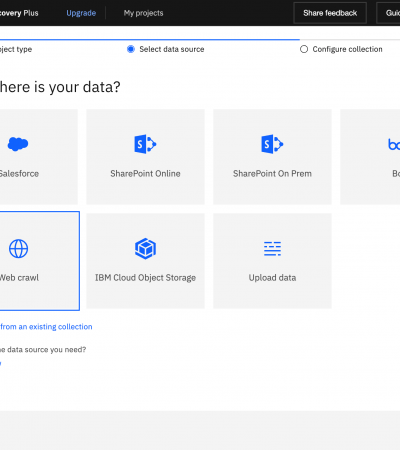 covery Plus Upgrade My projects Share feedback Guid
ject type Select data source Configure collection
here is your data?
Salesforce SharePoint Online SharePoint On Prem Bo
Web crawl IBM Cloud Object Storage Upload data
from an existing collection
e data source you need?